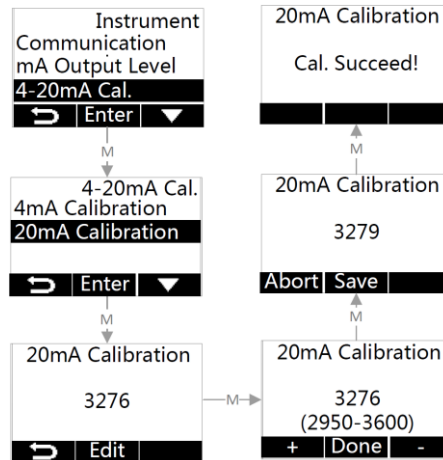 Instrument
Communication
mA Output Level
4-20mA Cal.
Enter
M
4-20mA Cal.
4mA Calibration
20mA Calibration
Enter
M
20mA Calibration
3276
Edit
M
20mA Calibration
3276
(2950-3600)
+ Done -
M
20mA Calibration
3279
Abort Save
M
20mA Calibration
Cal. Succeed!